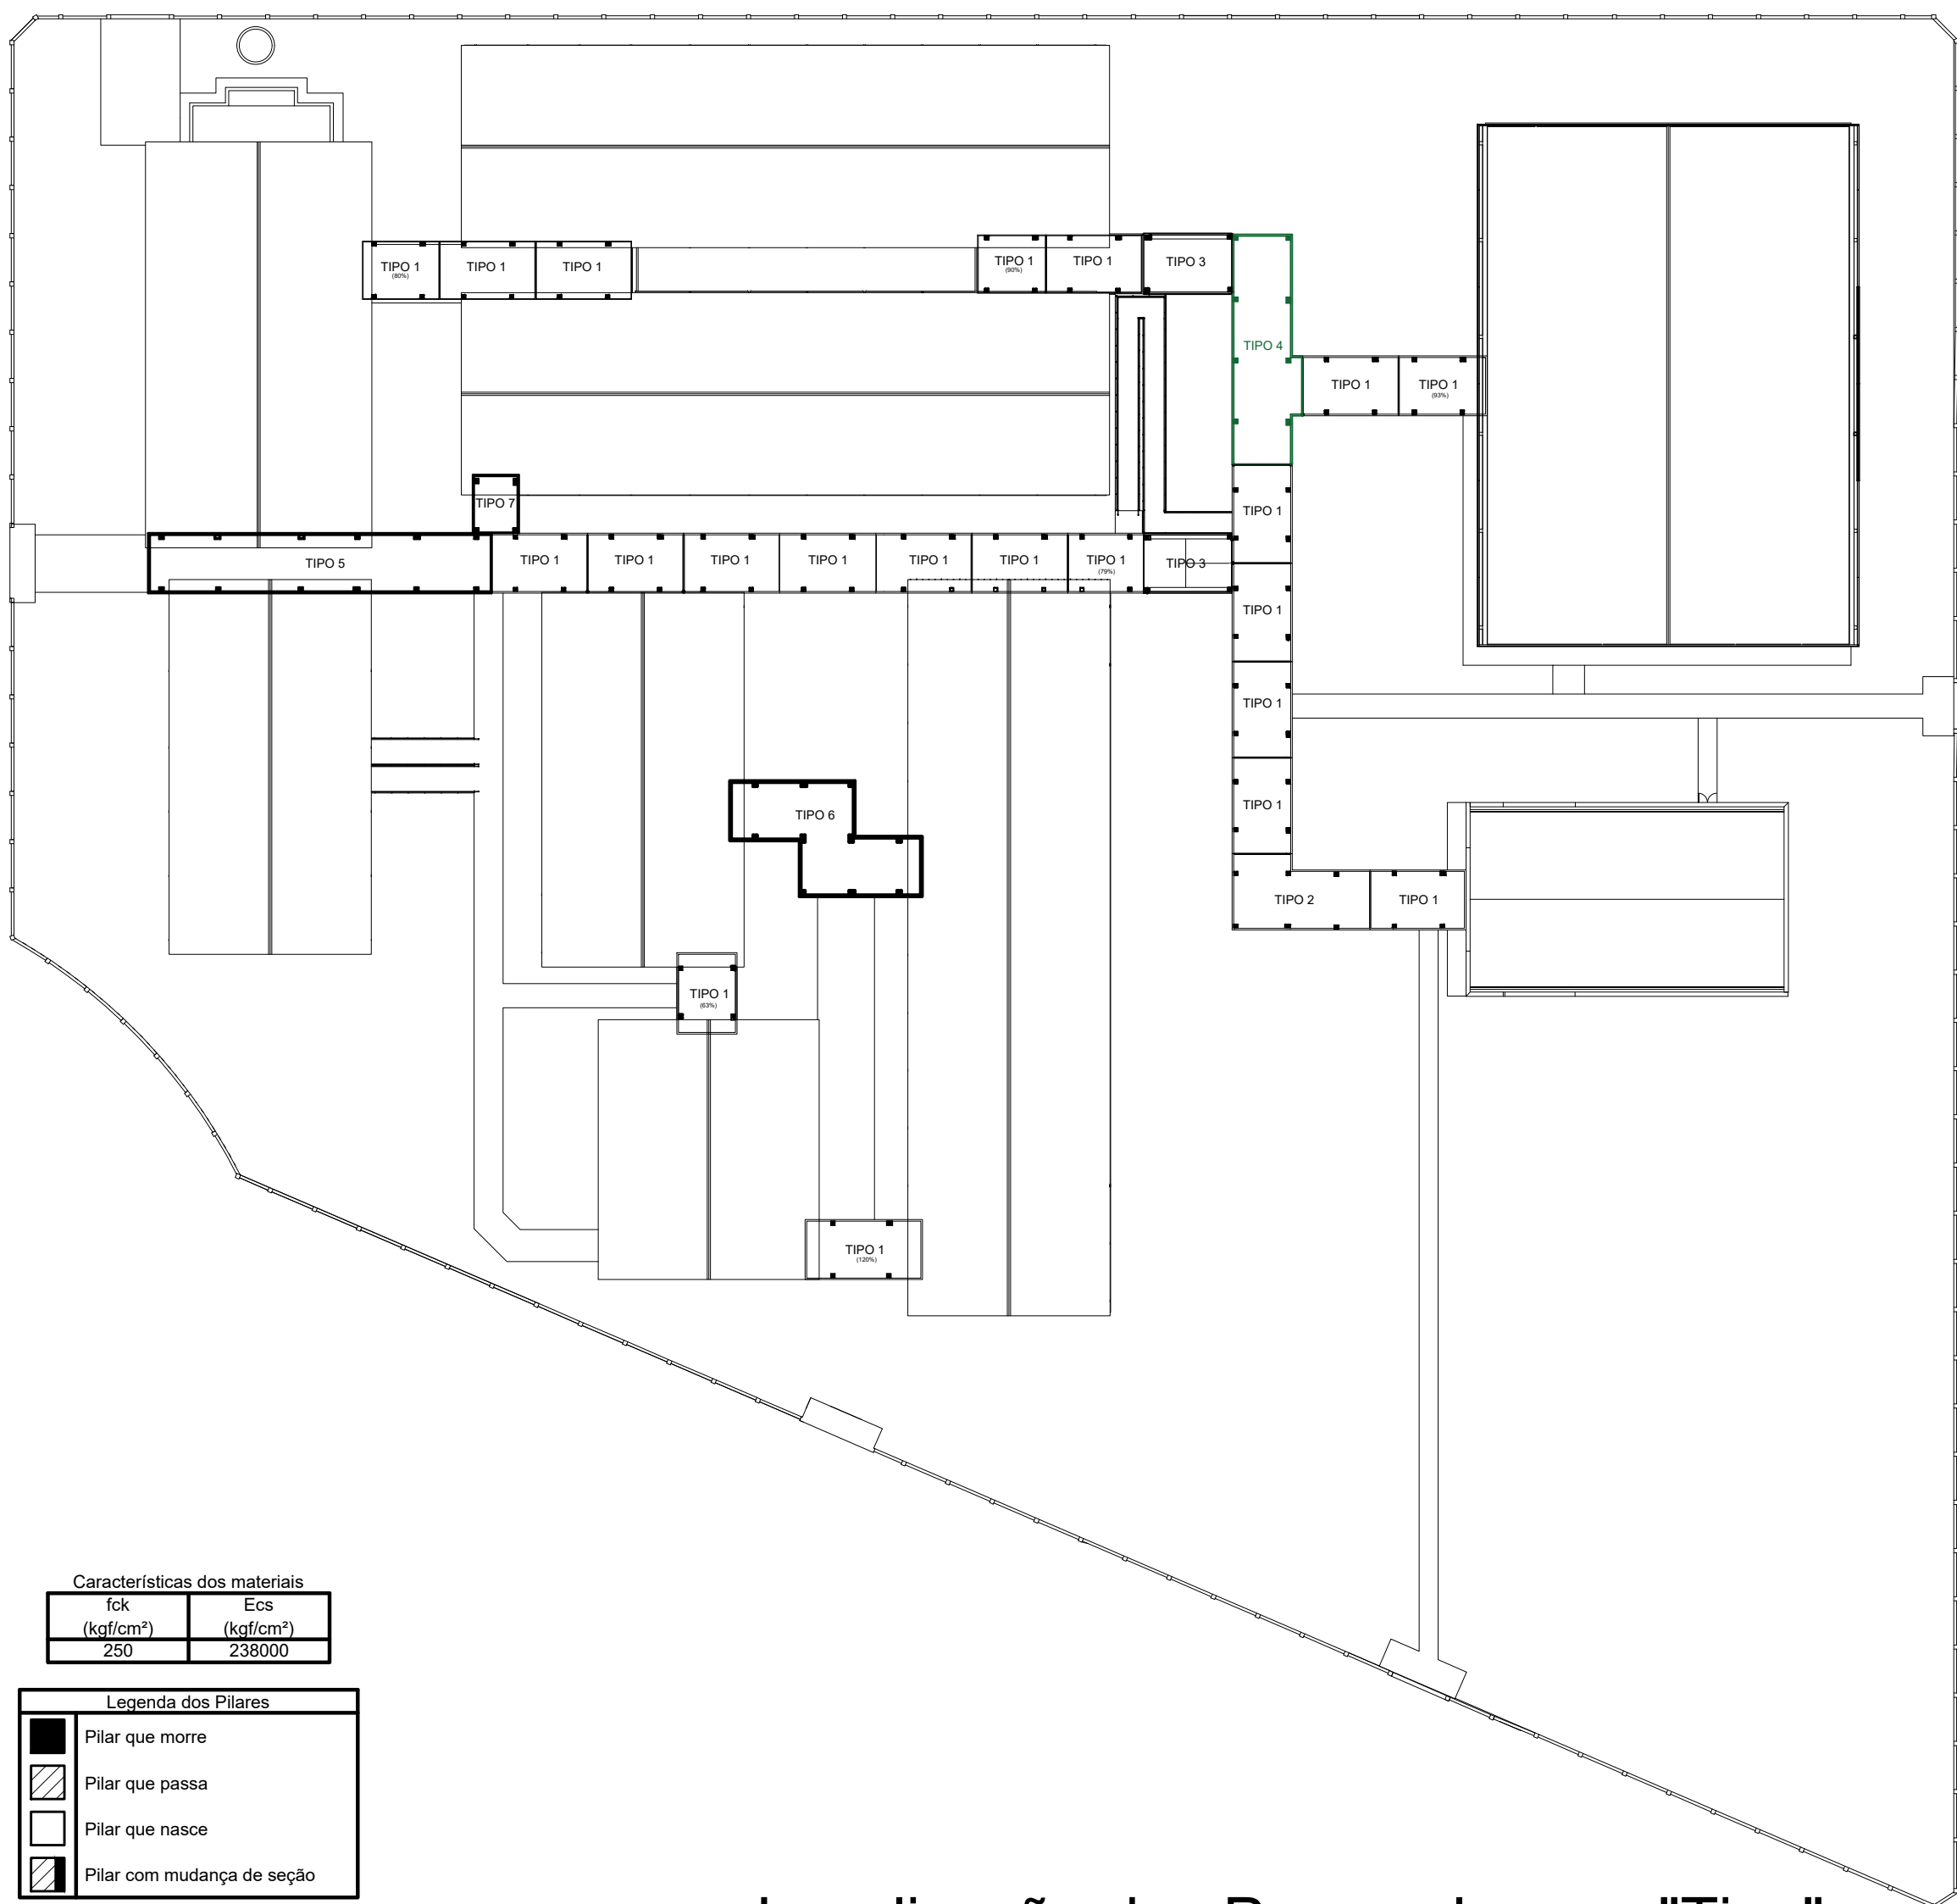 TIPO 1
(80%)
TIPO 1
TIPO 1
TIPO 1
(90%)
TIPO 1
TIPO 3
TIPO 4
TIPO 1
TIPO 1
(93%)
TIPO 7
TIPO 5
TIPO 1
TIPO 1
TIPO 1
TIPO 1
TIPO 1
TIPO 1
TIPO 1
(79%)
TIPO 3
TIPO 1
TIPO 1
TIPO 1
TIPO 1
TIPO 6
TIPO 2
TIPO 1
TIPO 1
(63%)
TIPO 1
(120%)
Características dos materiais
fck
(kgf/cm²)
Ecs
(kgf/cm²)
250
238000
Legenda dos Pilares
Pilar que morre
Pilar que passa
Pilar que nasce
Pilar com mudança de seção